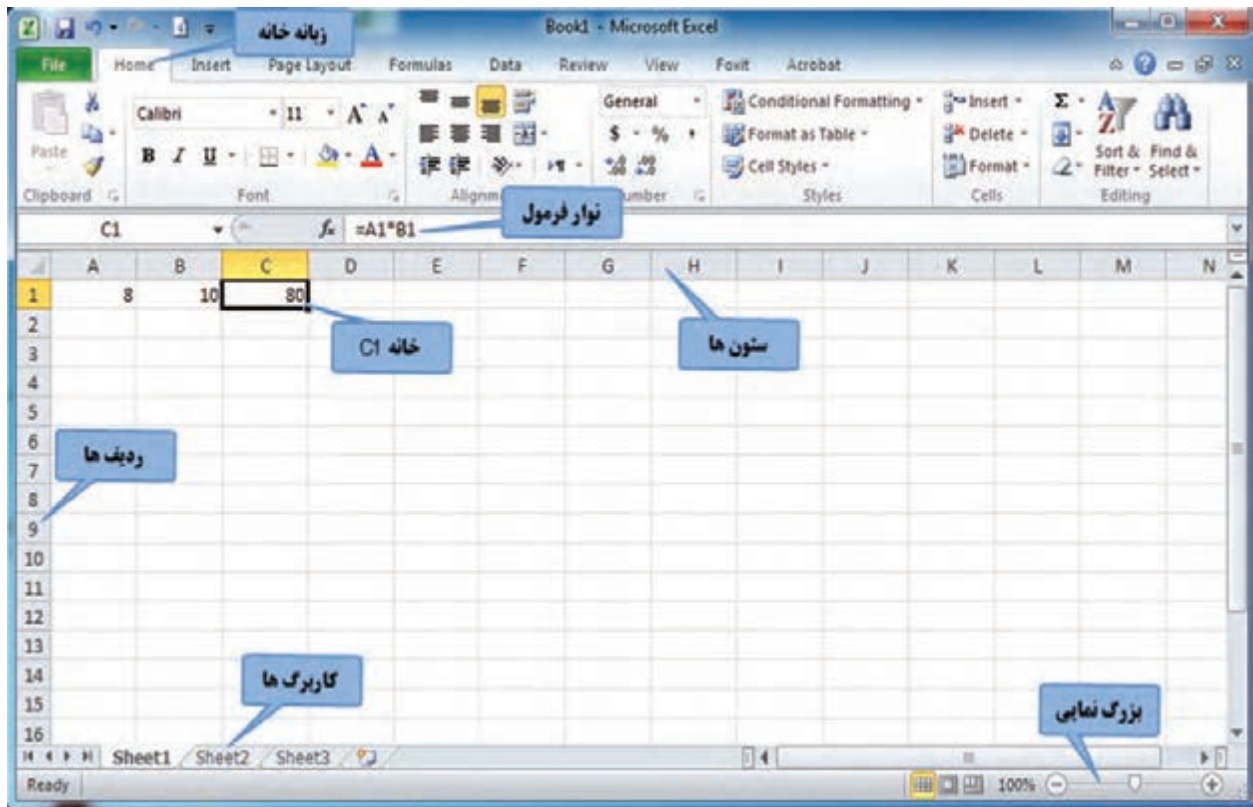 Book1 - Microsoft Excel
زبانه خانه
File Home Insert Page Layout Formulas Data Review View Foxit Acrobat
Calibri 11 General Conditional Formatting Insert Σ
Paste B I U A $ % , Format as Table Delete Sort & Filter Find & Select
Cell Styles Format
Clipboard Font Styles Cells Editing
نوار فرمول
C1 fx =A1*B1
A B C D E F G H I J K L M N
1 8 10 80
2
خانه C1
ستون ها
3
4
5
6
ردیف ها
7
8
9
10
11
12
13
14
کاربرگ ها
15
بزرگ نمایی
16
Sheet1 Sheet2 Sheet3
Ready 100%